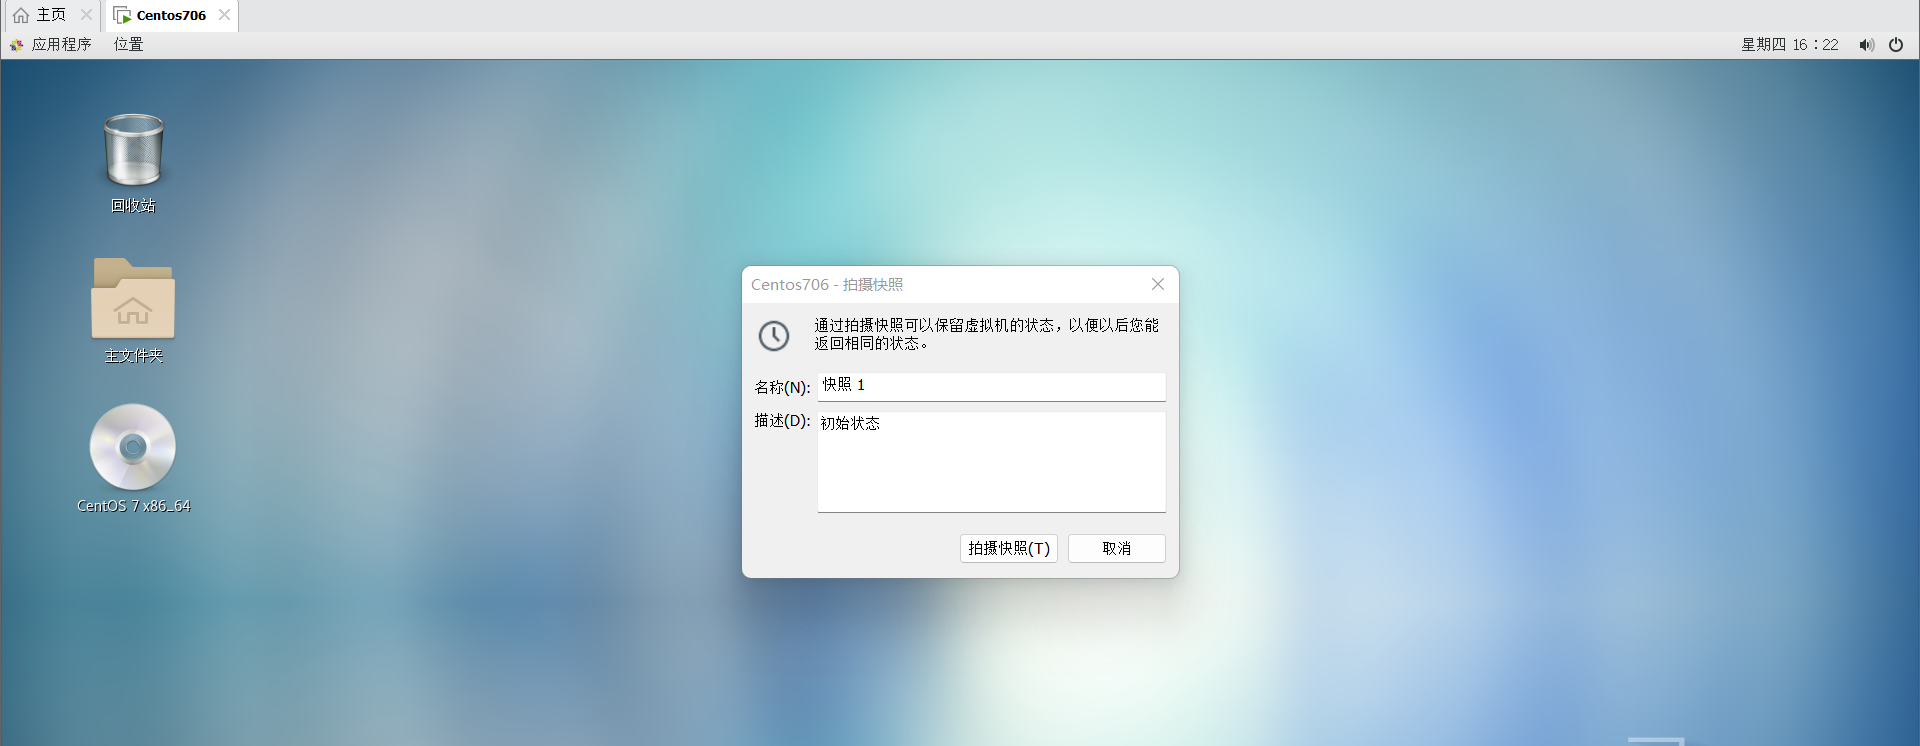 主页
Centos706
应用程序 位置
星期四 16：22
回收站
主文件夹
CentOS 7 x86_64
Centos706 - 拍摄快照
通过拍摄快照可以保留虚拟机的状态，以便以后您能
返回相同的状态。
名称(N): 快照 1
描述(D): 初始状态
拍摄快照(T) 取消